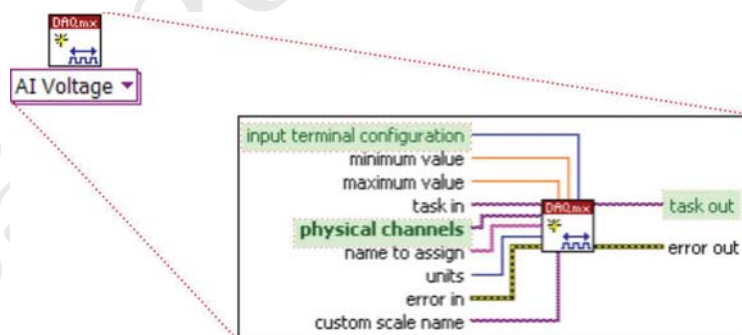 DAQmx
AI Voltage
input terminal configuration
minimum value
maximum value
task in
physical channels
name to assign
units
error in
custom scale name
DAQmx
task out
error out